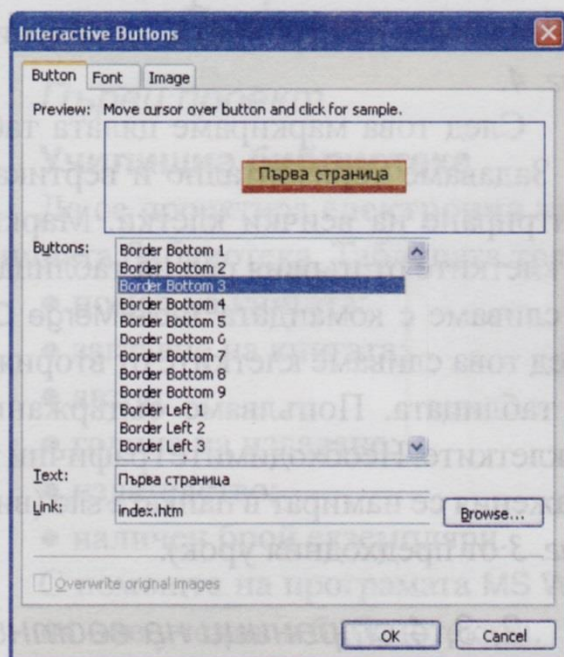 Interactive Buttons
Button Font Image
Preview Move cursor over button and click for sample.
Първа страница
Buttons:
Border Bottom 1
Border Bottom 2
Border Bottom 3
Border Bottom 4
Border Bottom 5
Border Bottom 6
Border Bottom 7
Border Bottom 8
Border Bottom 9
Border Left 1
Border Left 2
Border Left 3
Text: Първа страница
Link: index.htm Browse...
Overwrite original images
OK Cancel